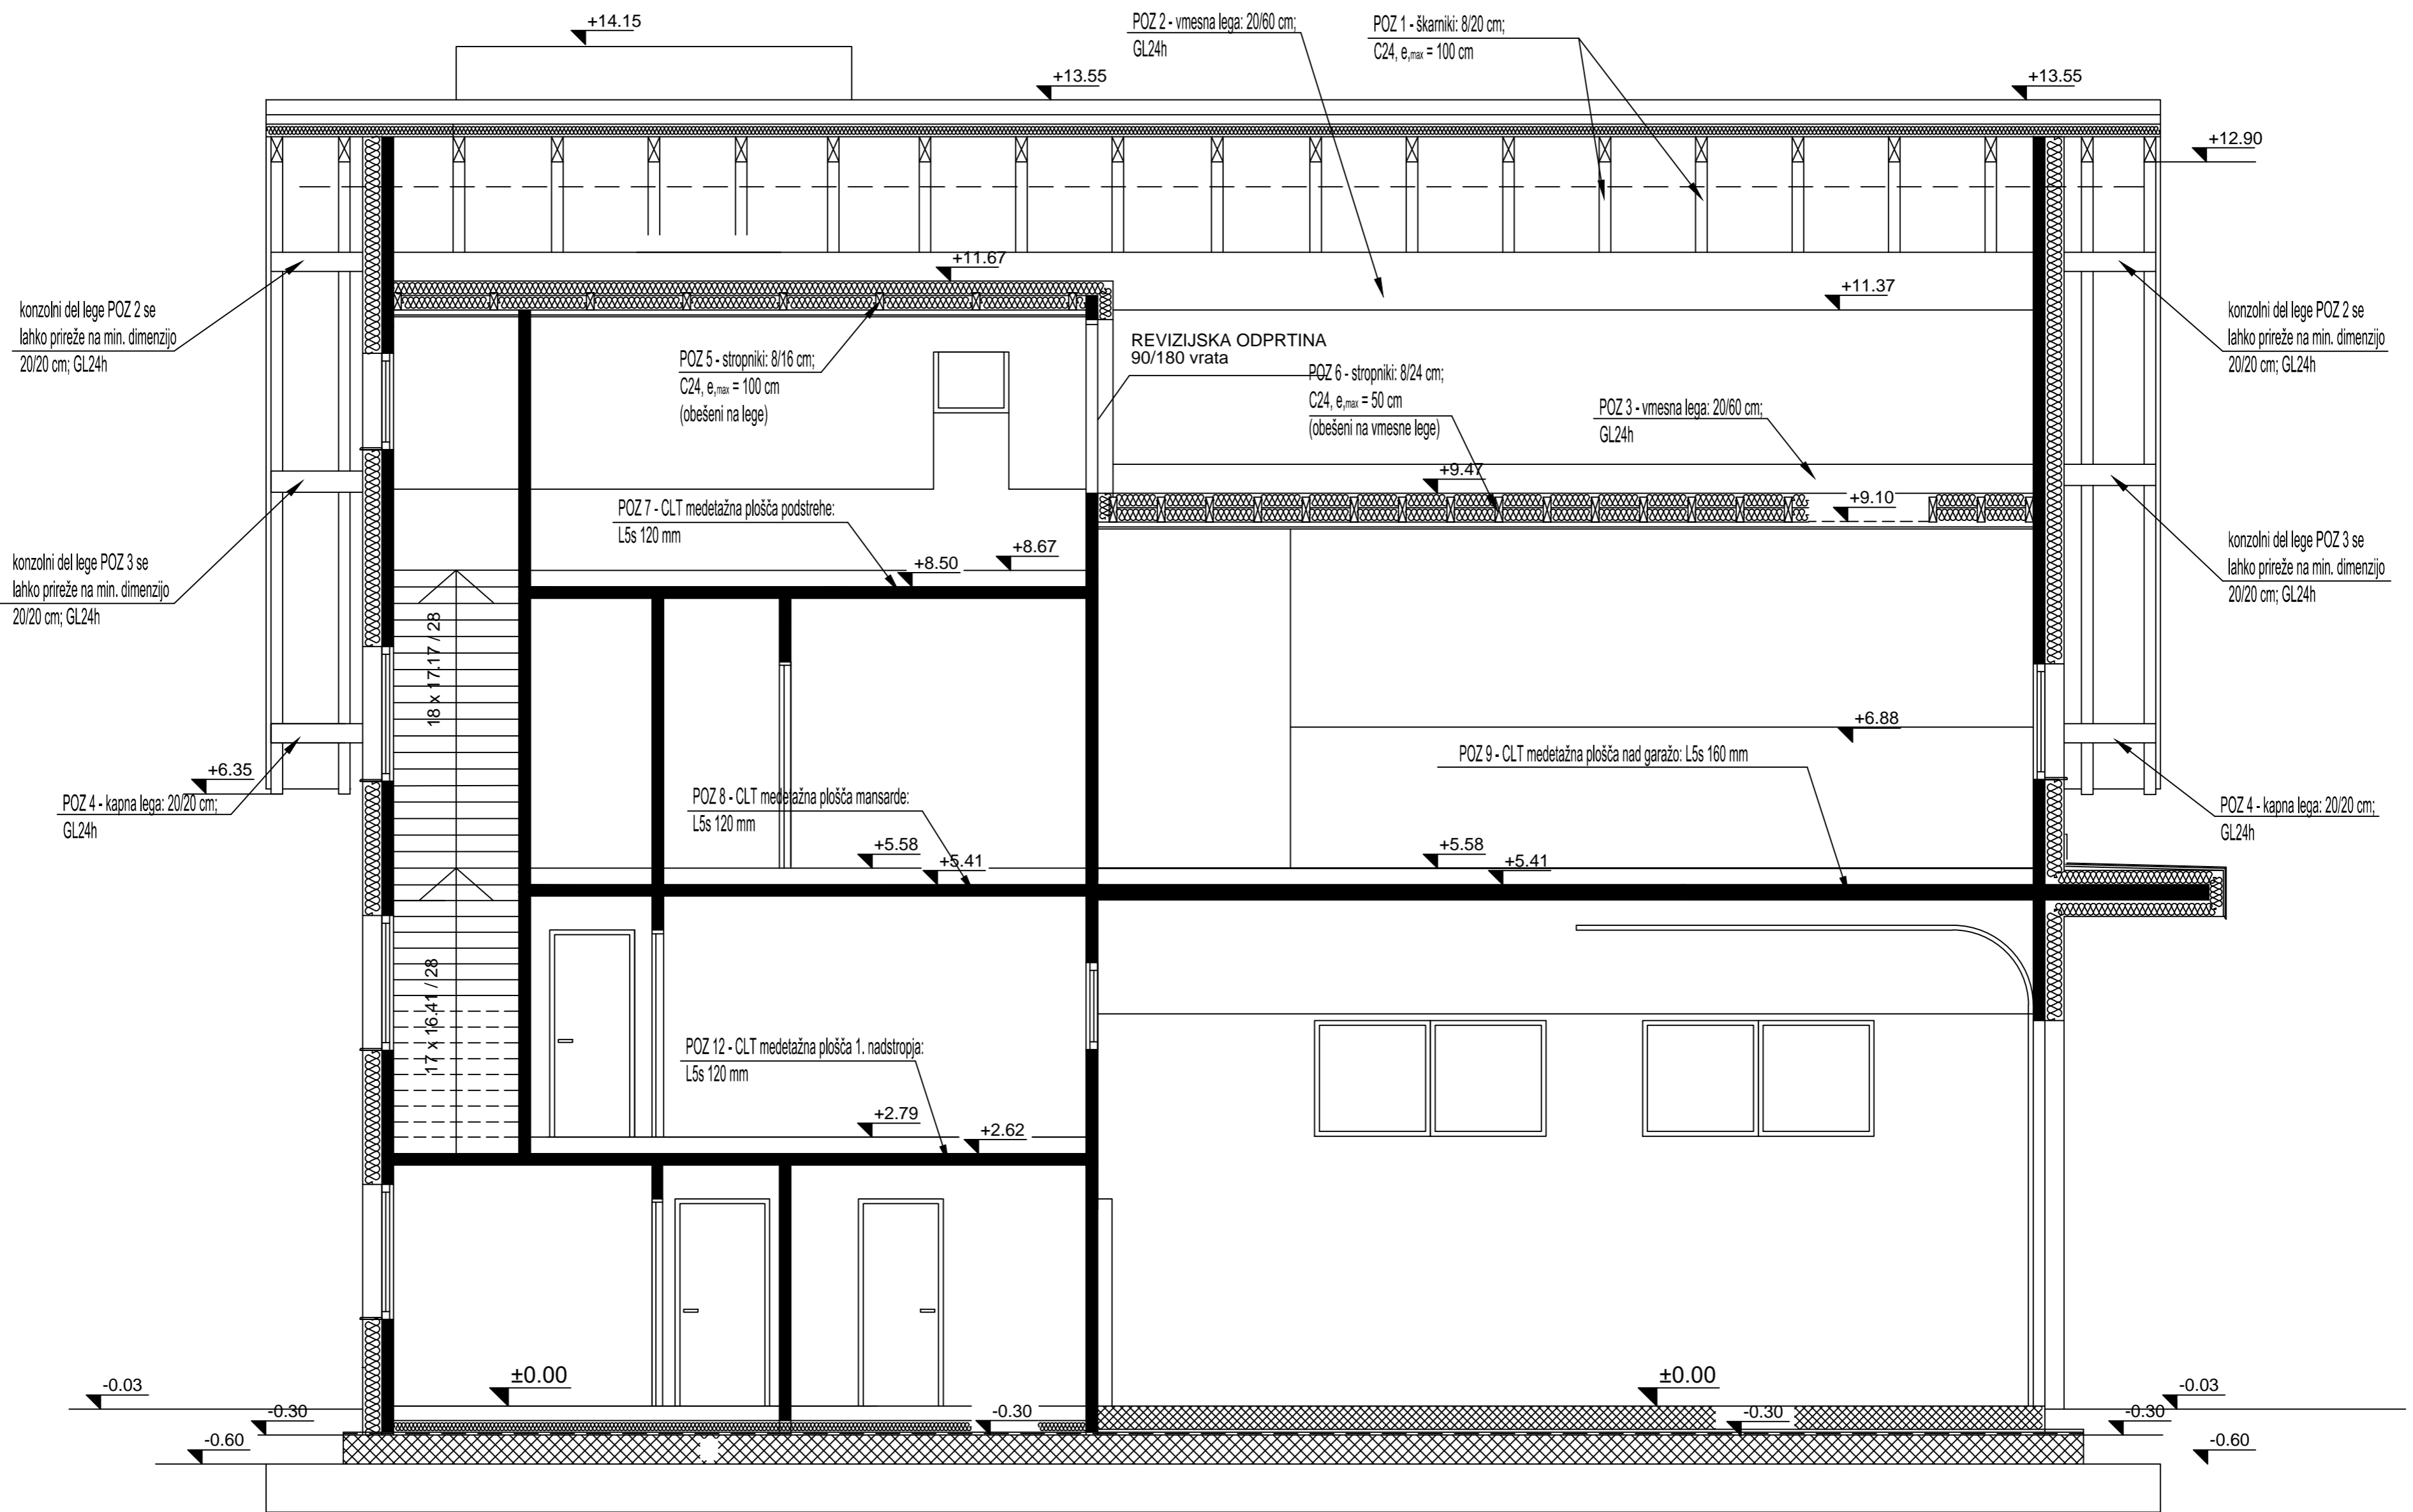 +14.15
POZ 2 - vmesna lega: 20/60 cm;
GL24h
POZ 1 - škarniki: 8/20 cm;
C24, e,max = 100 cm
+13.55
+13.55
+12.90
+11.67
+11.37
konzolni del lege POZ 2 se
lahko prireže na min. dimenzijo
20/20 cm; GL24h
POZ 5 - stropniki: 8/16 cm;
C24, e,max = 100 cm
(obešeni na lege)
REVIZIJSKA ODPRTINA
90/180 vrata
POZ 6 - stropniki: 8/24 cm;
C24, e,max = 50 cm
(obešeni na vmesne lege)
POZ 3 - vmesna lega: 20/60 cm;
GL24h
konzolni del lege POZ 2 se
lahko prireže na min. dimenzijo
20/20 cm; GL24h
+9.47
+9.10
POZ 7 - CLT medetažna plošča podstrehe:
L5s 120 mm
+8.67
+8.50
konzolni del lege POZ 3 se
lahko prireže na min. dimenzijo
20/20 cm; GL24h
konzolni del lege POZ 3 se
lahko prireže na min. dimenzijo
20/20 cm; GL24h
18 x 17.17 / 28
+6.88
+6.35
POZ 4 - kapna lega: 20/20 cm;
GL24h
POZ 8 - CLT medetažna plošča mansarde:
L5s 120 mm
POZ 9 - CLT medetažna plošča nad garažo: L5s 160 mm
POZ 4 - kapna lega: 20/20 cm;
GL24h
+5.58
+5.41
+5.58
+5.41
17 x 16.41 / 28
POZ 12 - CLT medetažna plošča 1. nadstropja:
L5s 120 mm
+2.79
+2.62
±0.00
±0.00
-0.03
-0.03
-0.30
-0.30
-0.30
-0.30
-0.60
-0.60